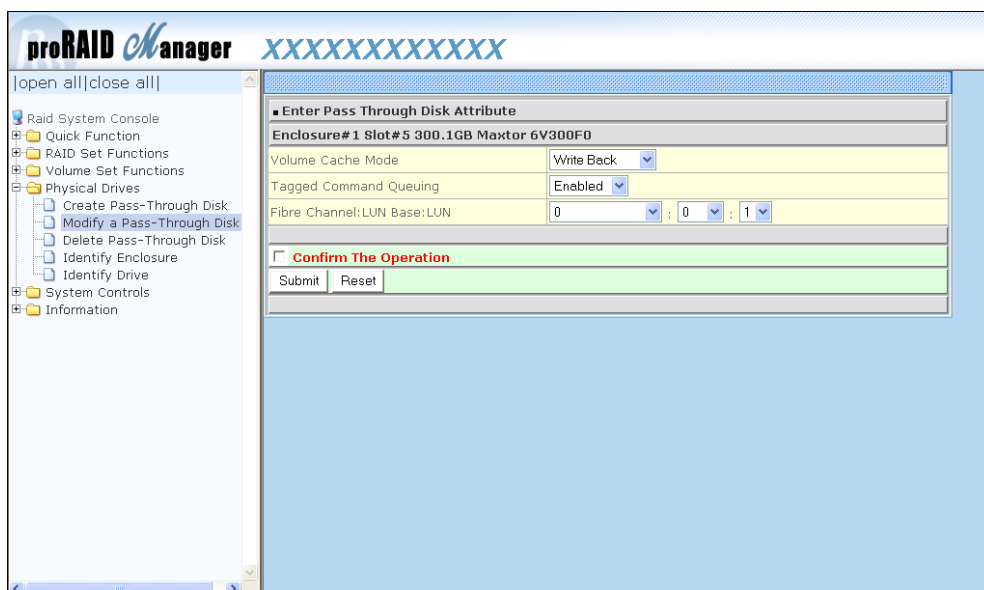 proRAID Manager XXXXXXXXXXXX
|open all|close all|
Raid System Console
Quick Function
RAID Set Functions
Volume Set Functions
Physical Drives
Create Pass-Through Disk
Modify a Pass-Through Disk
Delete Pass-Through Disk
Identify Enclosure
Identify Drive
System Controls
Information
Enter Pass Through Disk Attribute
Enclosure#1 Slot#5 300.1GB Maxtor 6V300F0
Volume Cache Mode Write Back
Tagged Command Queuing Enabled
Fibre Channel:LUN Base:LUN 0 : 0 : 1
Confirm The Operation
Submit Reset